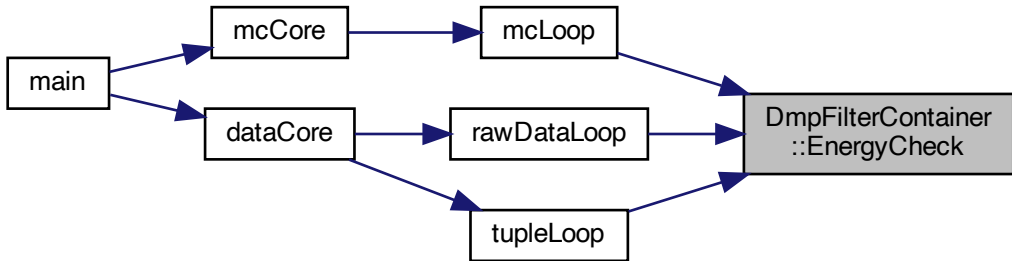 main
mcCore
mcLoop
dataCore
rawDataLoop
tupleLoop
DmpFilterContainer
::EnergyCheck